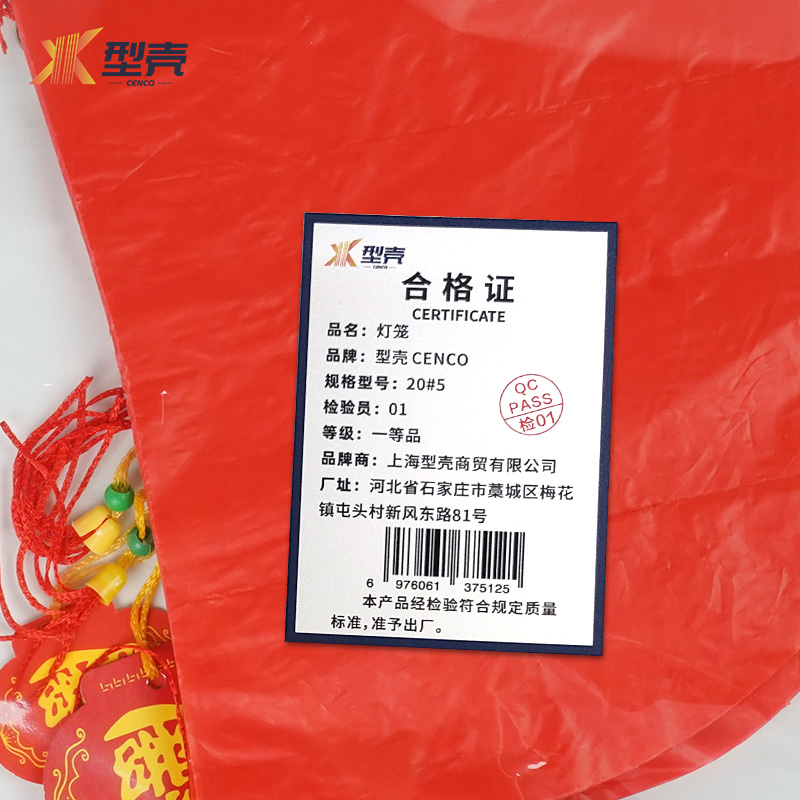 型壳
CENCO
型壳
CENCO
合格证
CERTIFICATE
品名：灯笼
品牌：型壳 CENCO
规格型号：20#5
检验员：01
等级：一等品
品牌商：上海型壳商贸有限公司
厂址：河北省石家庄市藁城区梅花
镇屯头村新风东路81号
QC
PASS
检01
6 976061 375125
本产品经检验符合规定质量
标准，准予出厂。